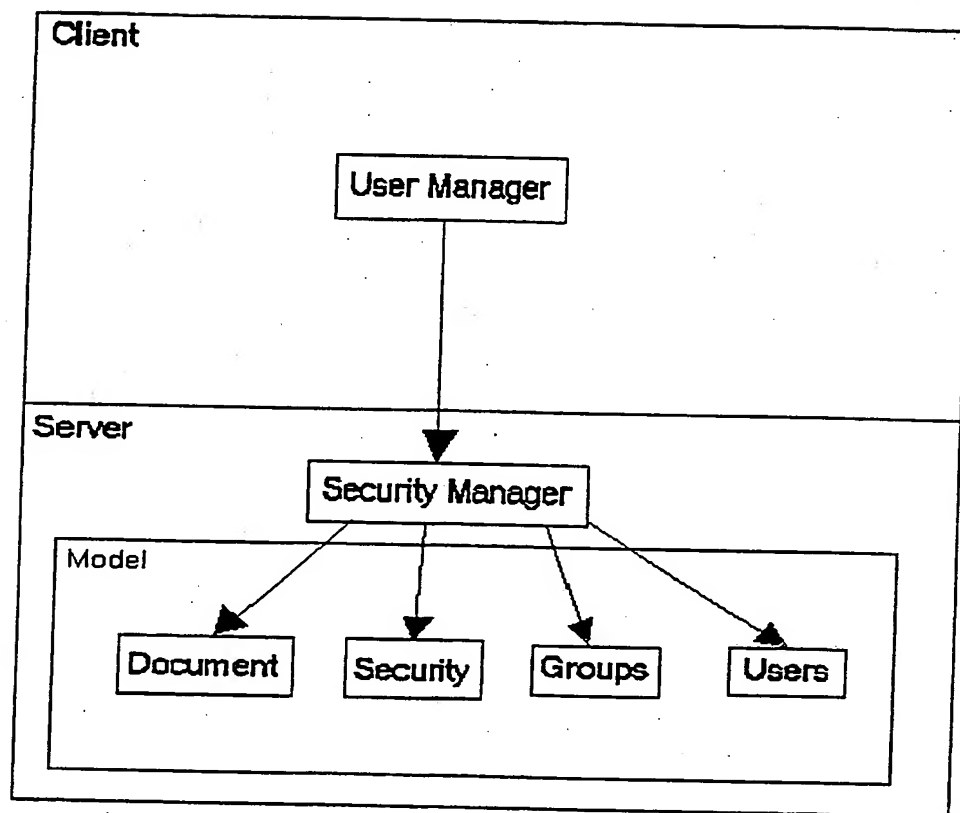 Client
User Manager
Server
Security Manager
Model
Document
Security
Groups
Users